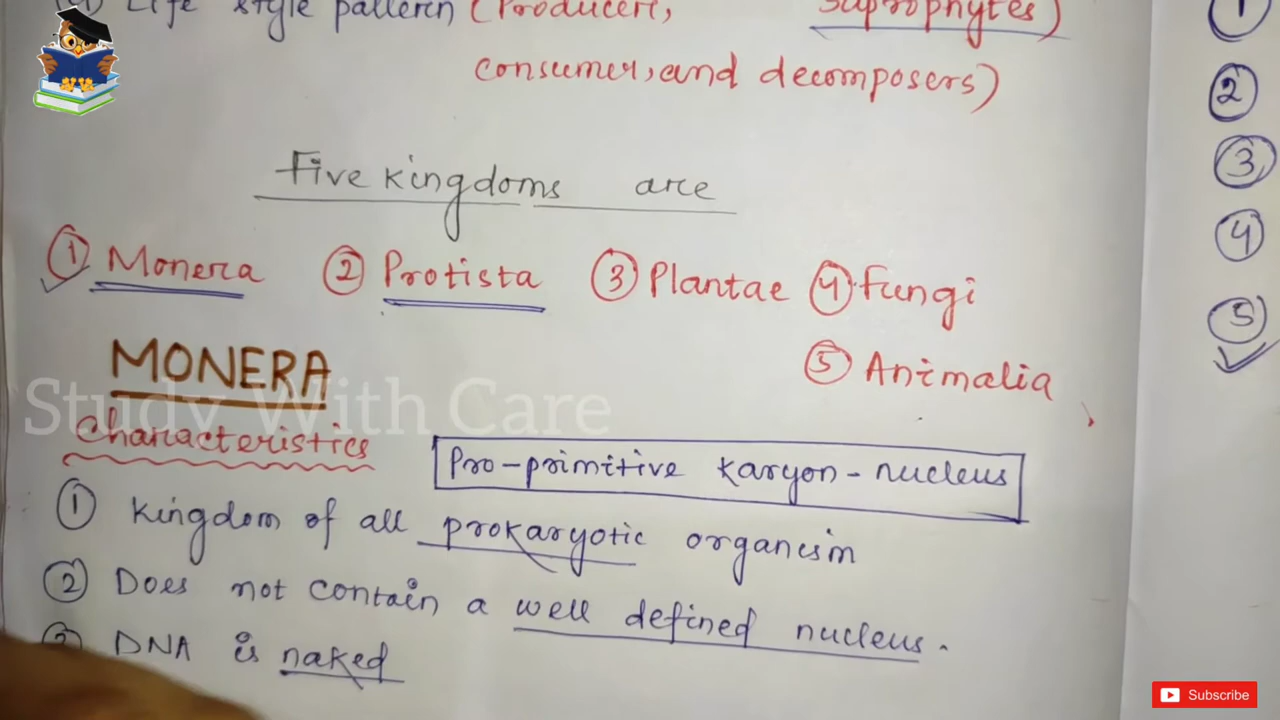 Life style pattern (Producer, Saprophytes)
consumer, and decomposers)
Five kingdoms are
① Monera ② Protista ③ Plantae ④ Fungi
⑤ Animalia
MONERA
Study With Care
Characteristics
Pro-primitive karyon-nucleus
① Kingdom of all prokaryotic organism
② Does not contain a well defined nucleus.
③ DNA is naked
①
②
③
④
⑤
Subscribe